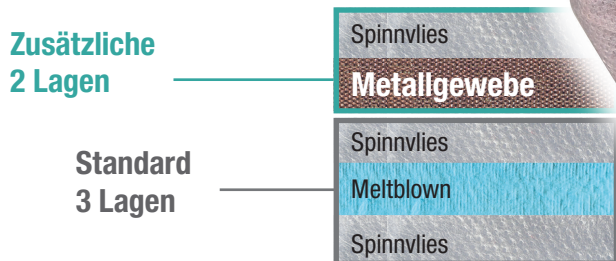 Zusätzliche
2 Lagen
Spinnvlies
Metallgewebe
Standard
3 Lagen
Spinnvlies
Meltblown
Spinnvlies